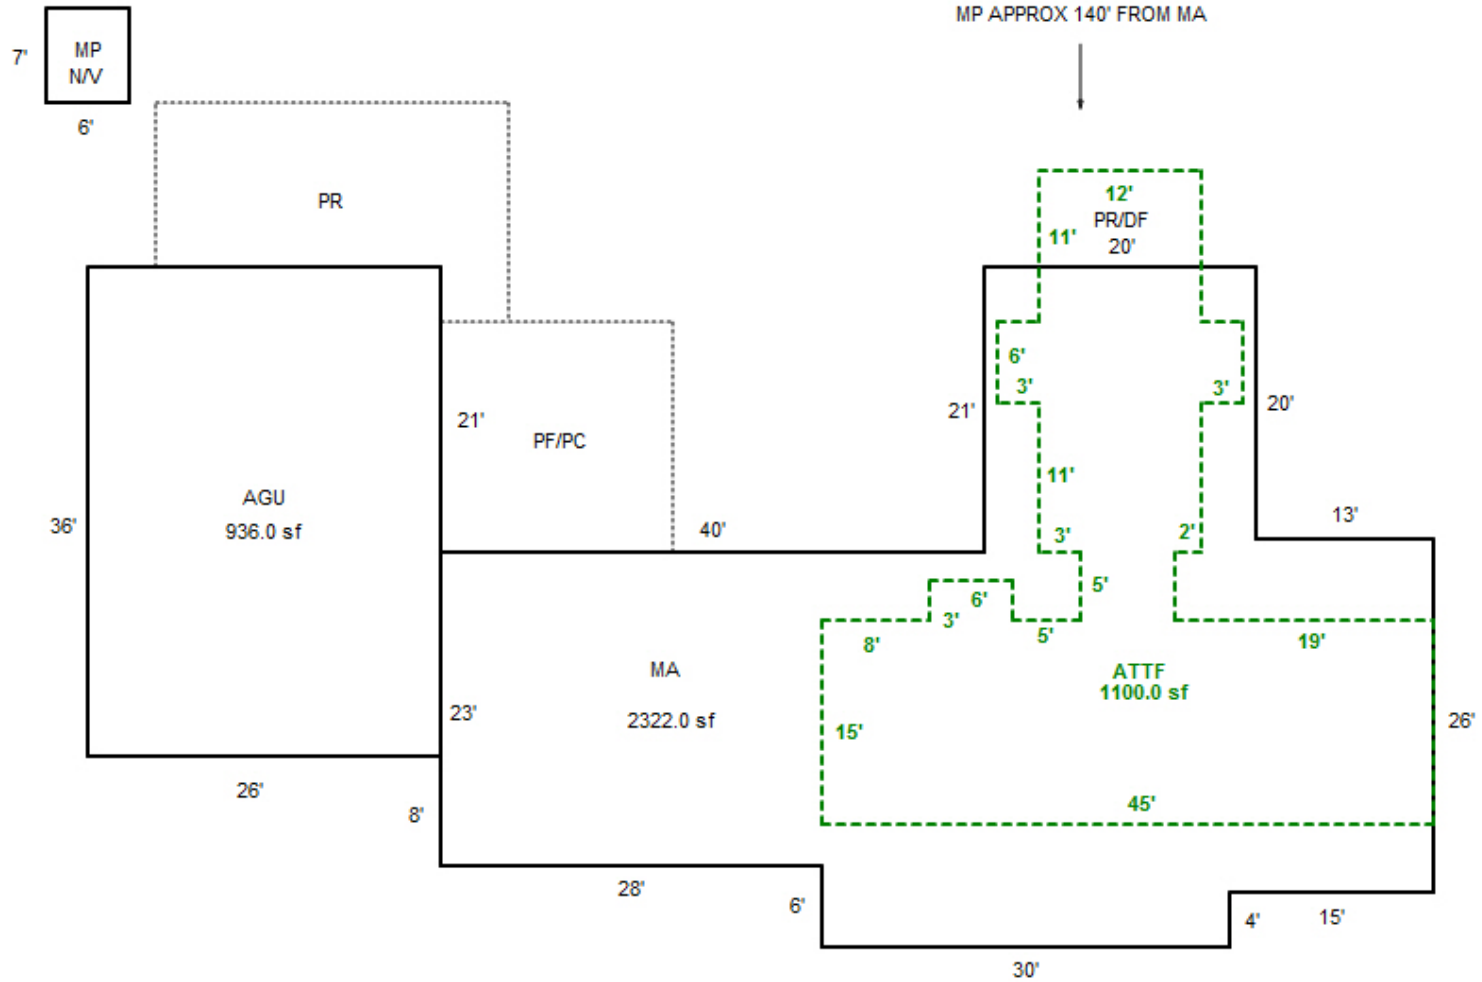 MP APPROX 140' FROM MA
7'
MP
N/V
6'
PR
12'
PR/DF
11'
20'
6'
3'
3'
21'
20'
21'
PF/PC
11'
AGU
936.0 sf
36'
40'
13'
3'
2'
5'
6'
3'
8'
5'
19'
MA
2322.0 sf
ATTF
1100.0 sf
23'
15'
26'
26'
45'
8'
28'
6'
4'
15'
30'